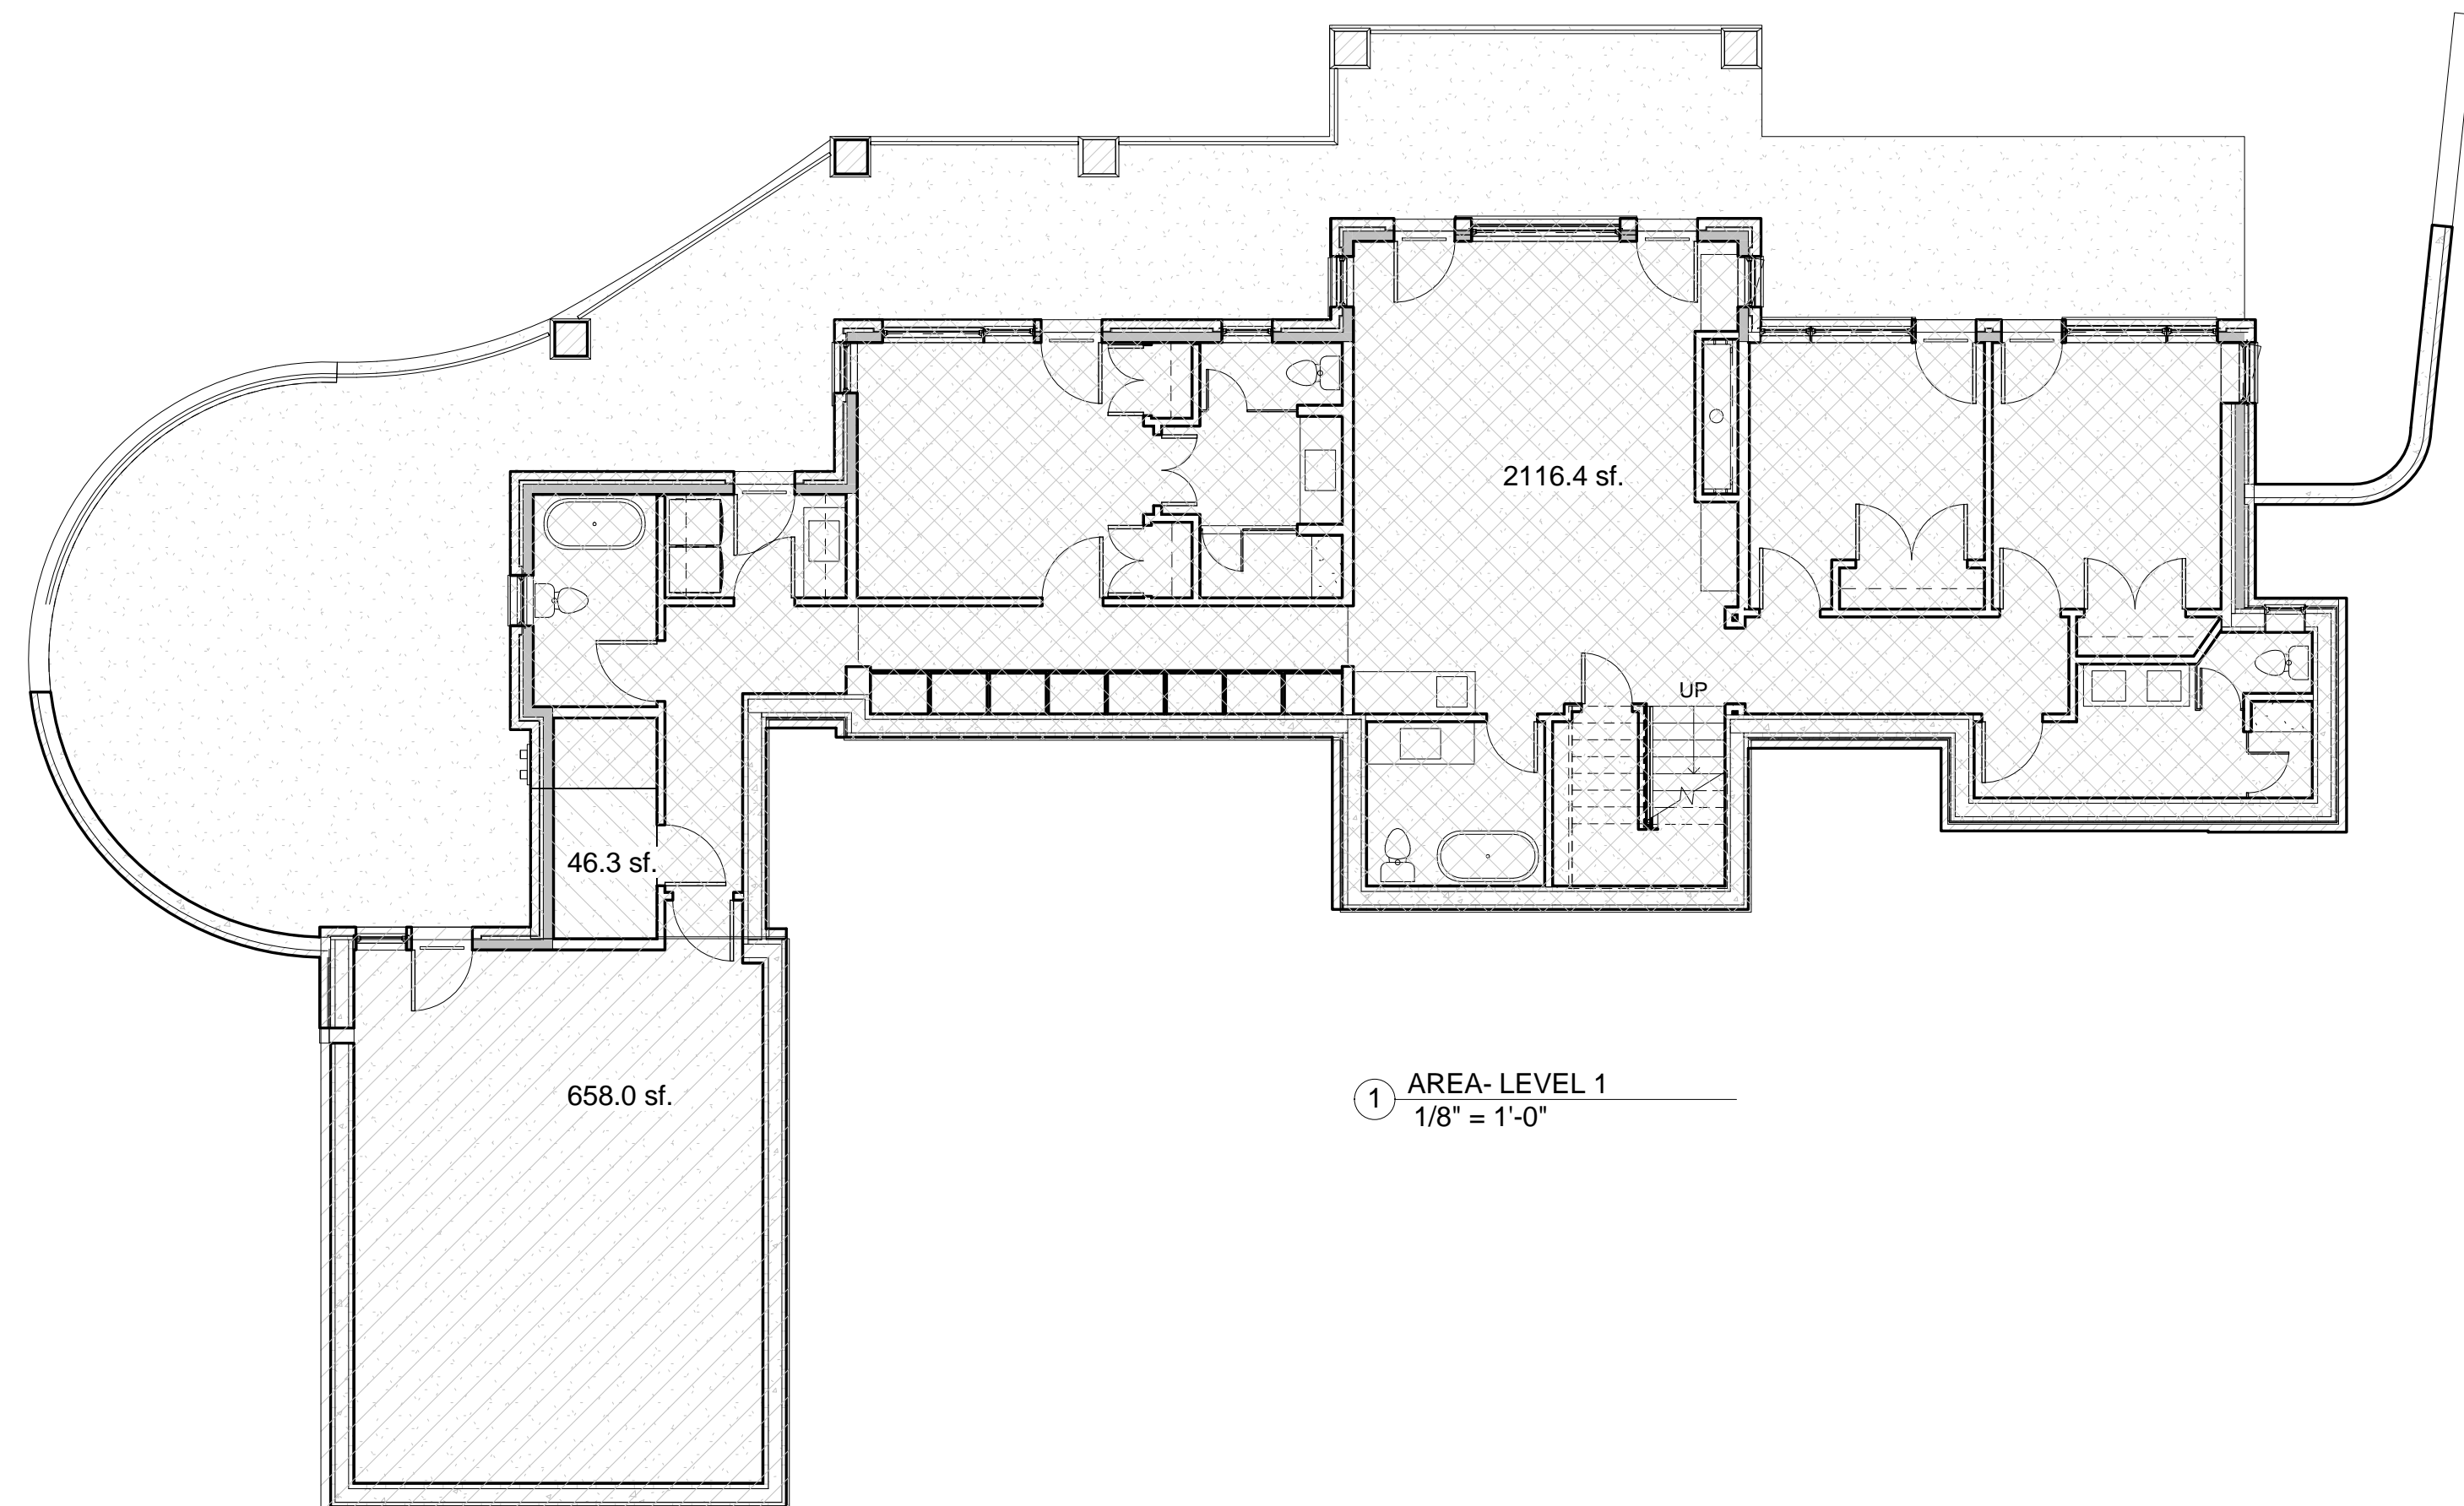 2116.4 sf.
UP
46.3 sf.
658.0 sf.
1 AREA- LEVEL 1
1/8" = 1'-0"